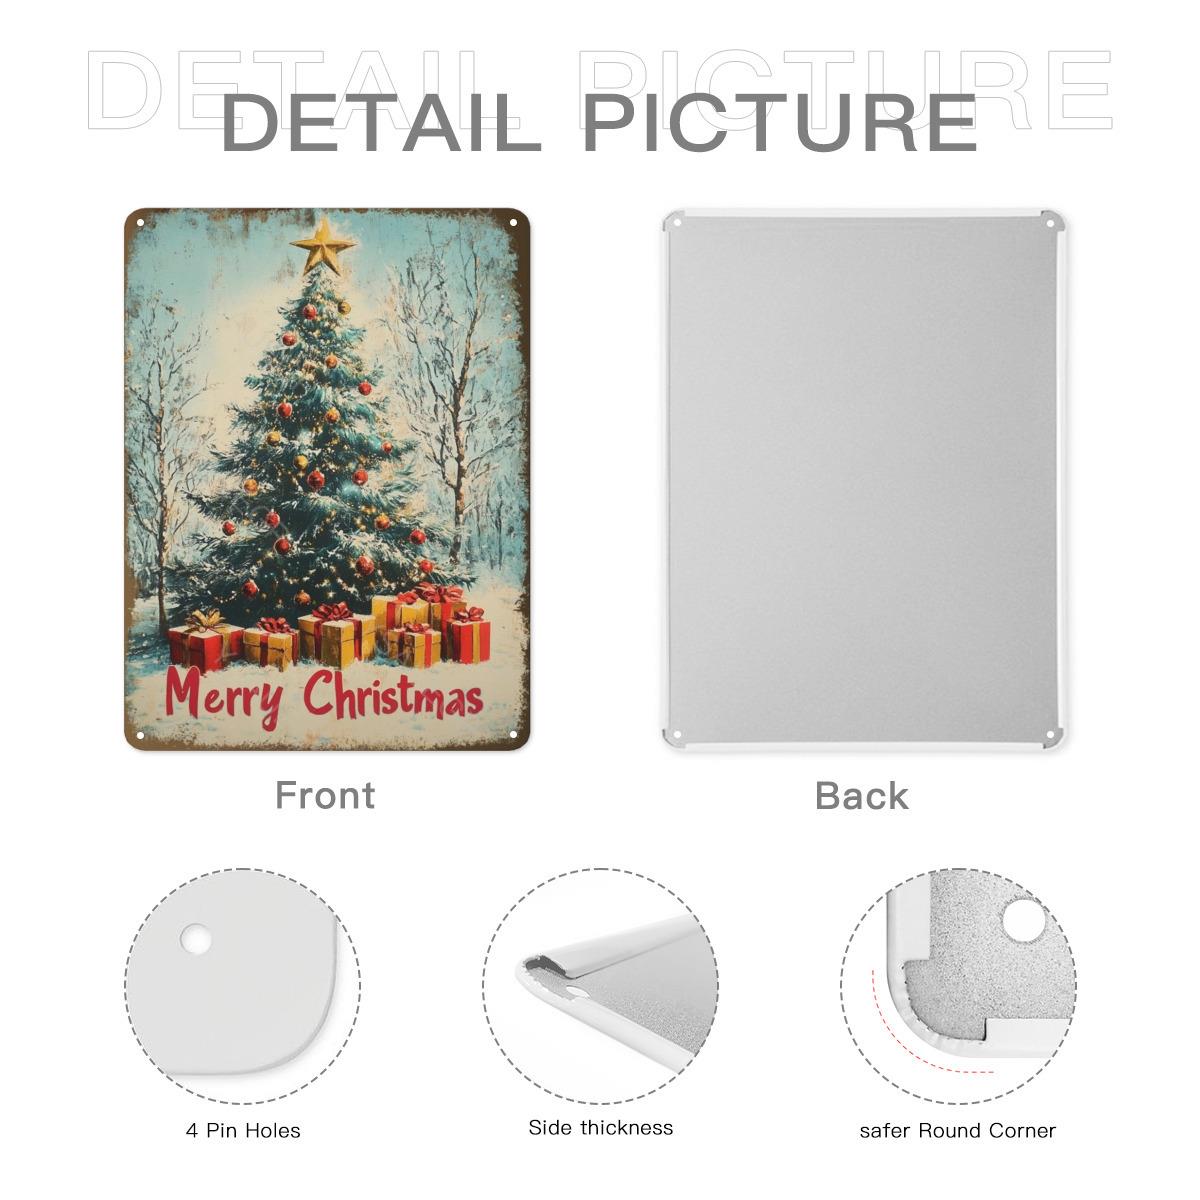 DETAIL PICTURE
DETAIL PICTURE
Merry Christmas
Front
Back
4 Pin Holes
Side thickness
safer Round Corner